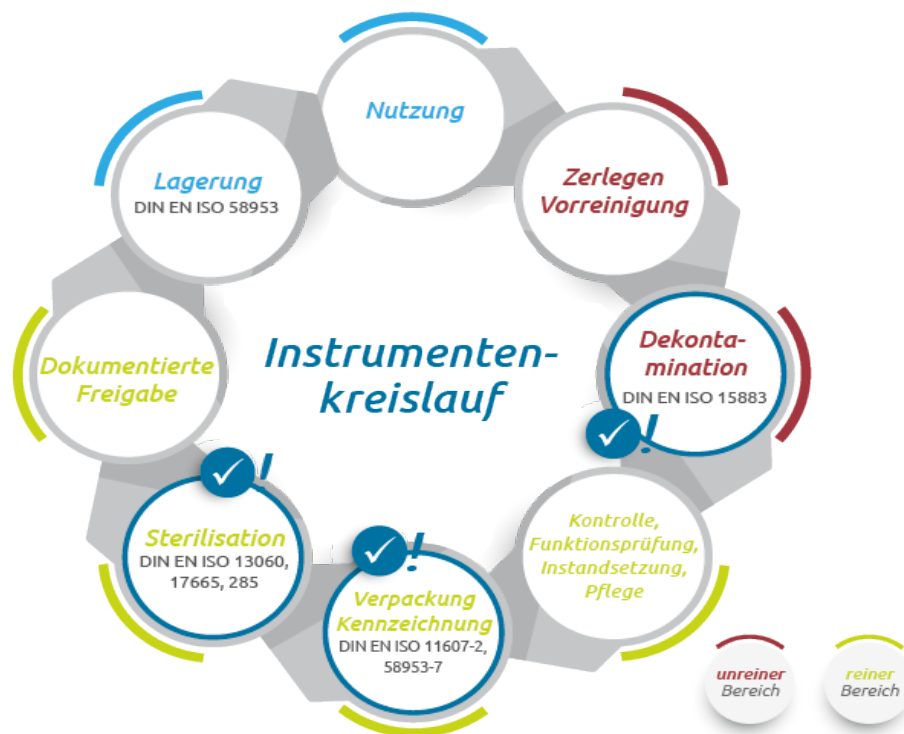 Nutzung
Zerlegen
Vorreinigung
Dekonta-
mination
DIN EN ISO 15883
Kontrolle,
Funktionsprüfung,
Instandsetzung,
Pflege
Verpackung
Kennzeichnung
DIN EN ISO 11607-2,
58953-7
Sterilisation
DIN EN ISO 13060,
17665, 285
Dokumentierte
Freigabe
Lagerung
DIN EN ISO 58953
Instrumenten-
kreislauf
!
!
!
unreiner
Bereich
reiner
Bereich